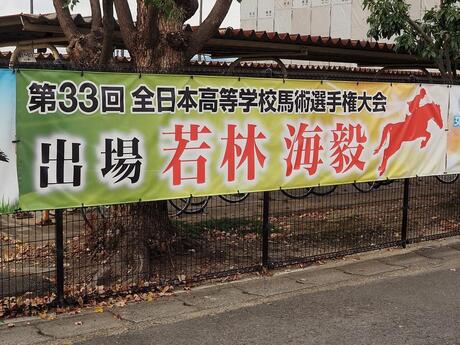 第33回 全日本高等学校馬術選手権大会
出場 若林 海毅